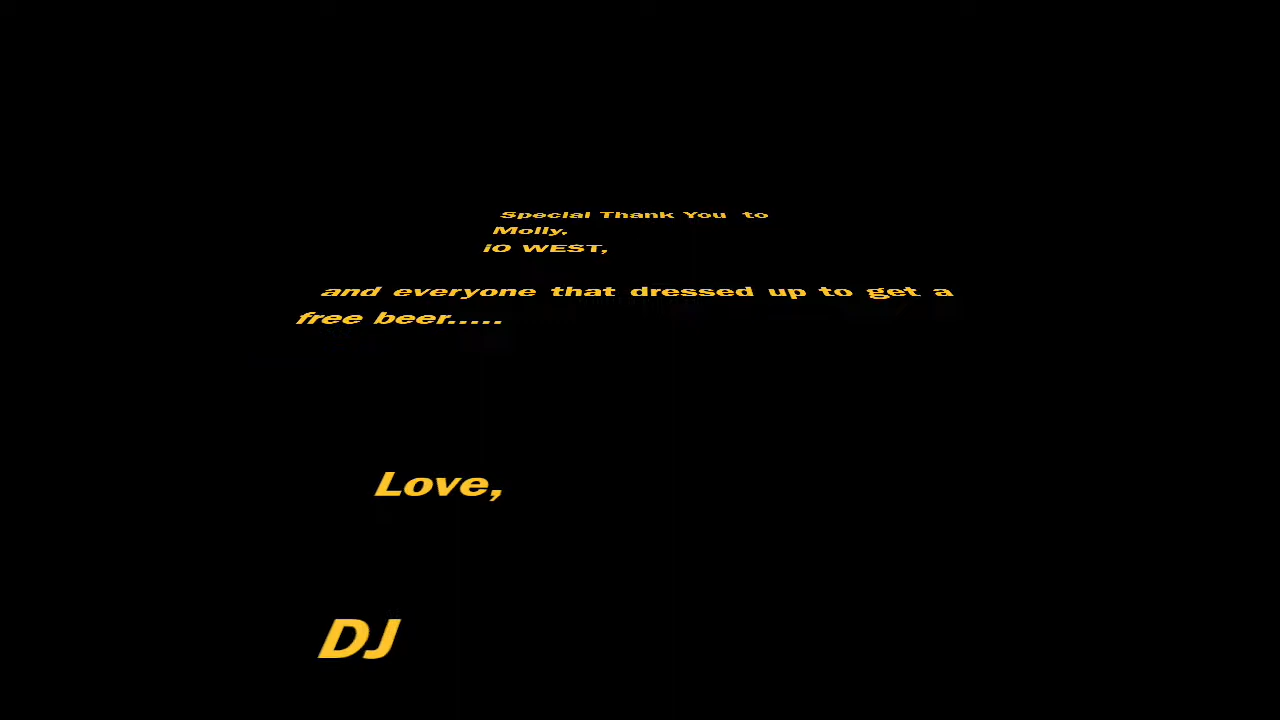 Special Thank You to
Molly,
iO WEST,
and everyone that dressed up to get a
free beer.....
Love,
DJ